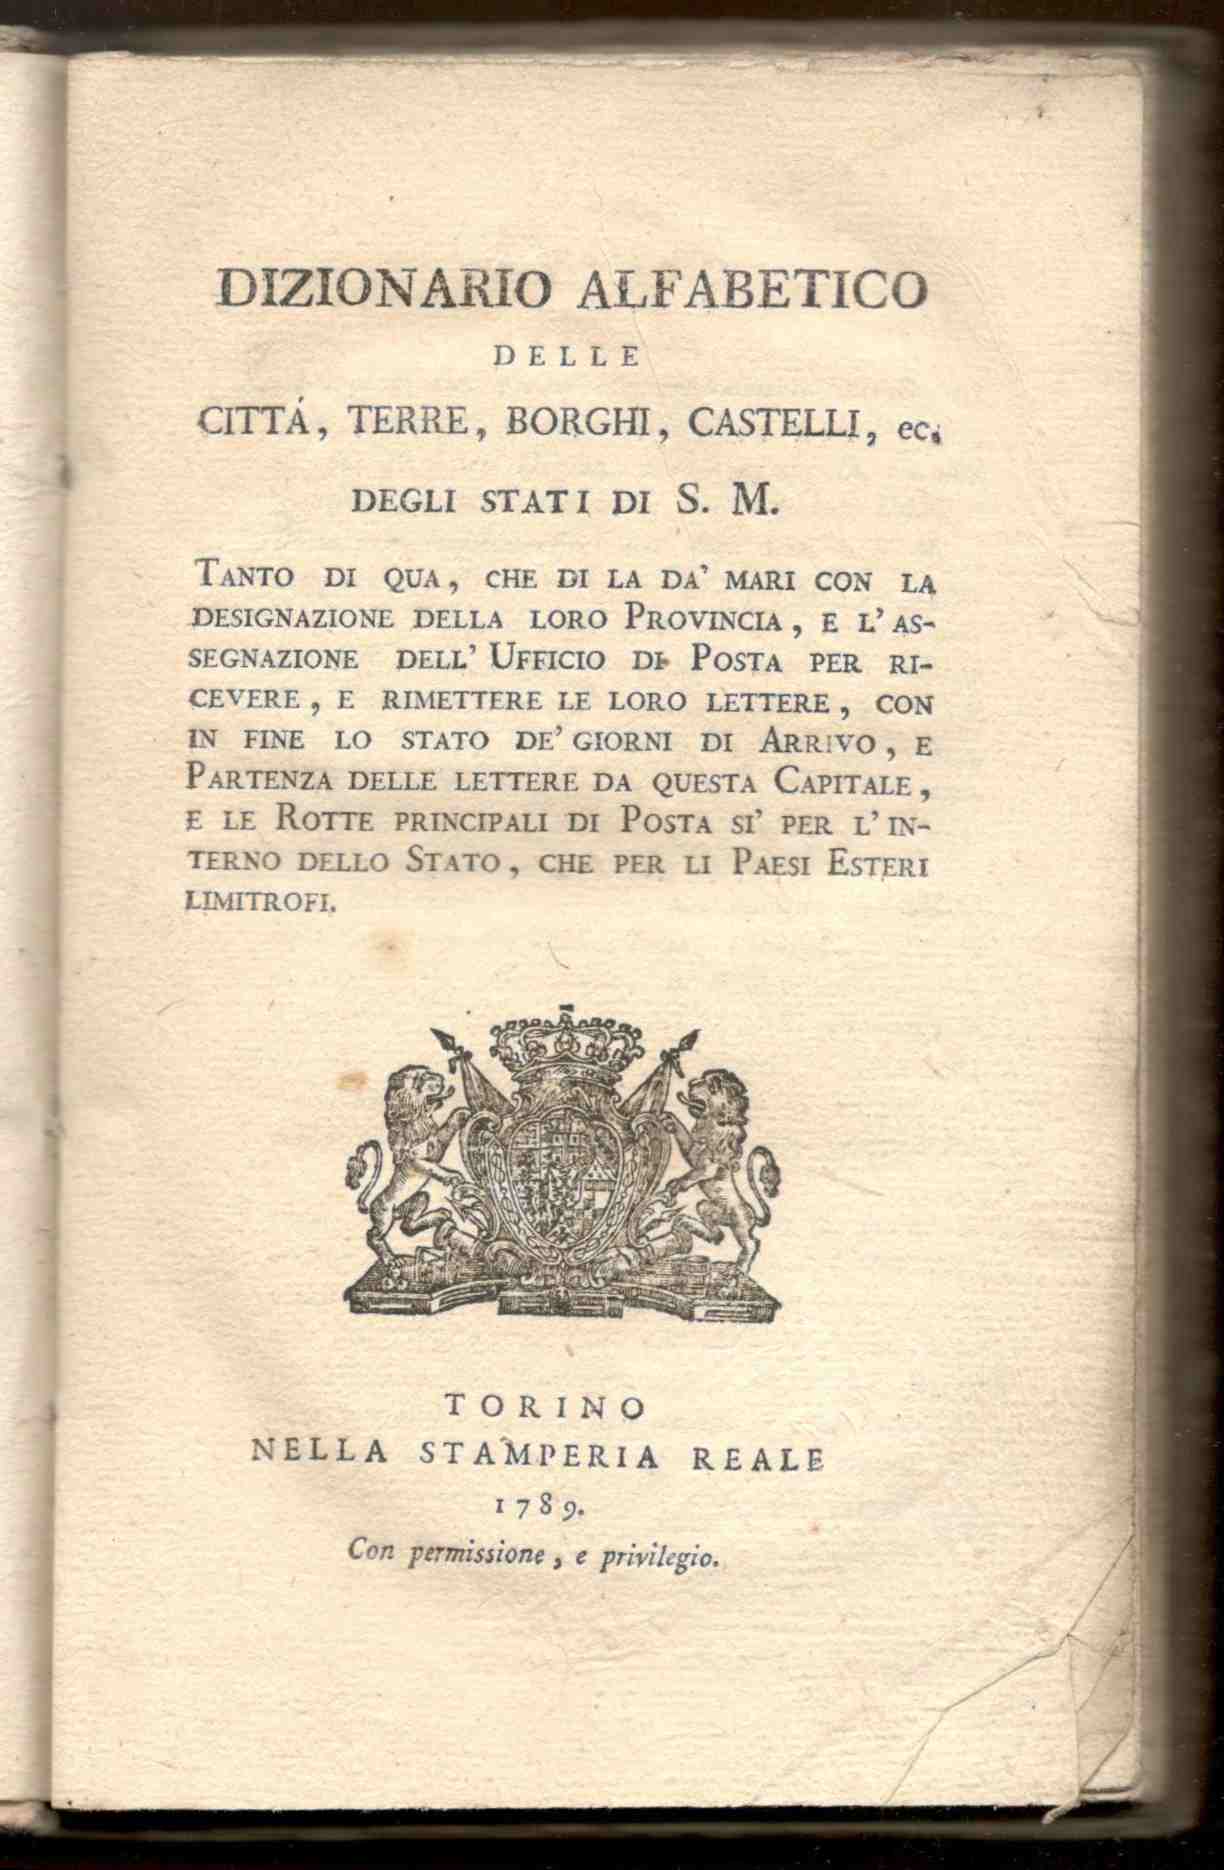 DIZIONARIO ALFABETICO
DELLE
CITTÁ, TERRE, BORGHI, CASTELLI, ec.
DEGLI STATI DI S. M.
TANTO DI QUA, CHE DI LA DA' MARI CON LA
DESIGNAZIONE DELLA LORO PROVINCIA, E L'AS-
SEGNAZIONE DELL' UFFICIO DI POSTA PER RI-
CEVERE, E RIMETTERE LE LORO LETTERE, CON
IN FINE LO STATO DE' GIORNI DI ARRIVO, E
PARTENZA DELLE LETTERE DA QUESTA CAPITALE,
E LE ROTTE PRINCIPALI DI POSTA SI' PER L'IN-
TERNO DELLO STATO, CHE PER LI PAESI ESTERI
LIMITROFI.
TORINO
NELLA STAMPERIA REALE
1789.
Con permissione, e privilegio.